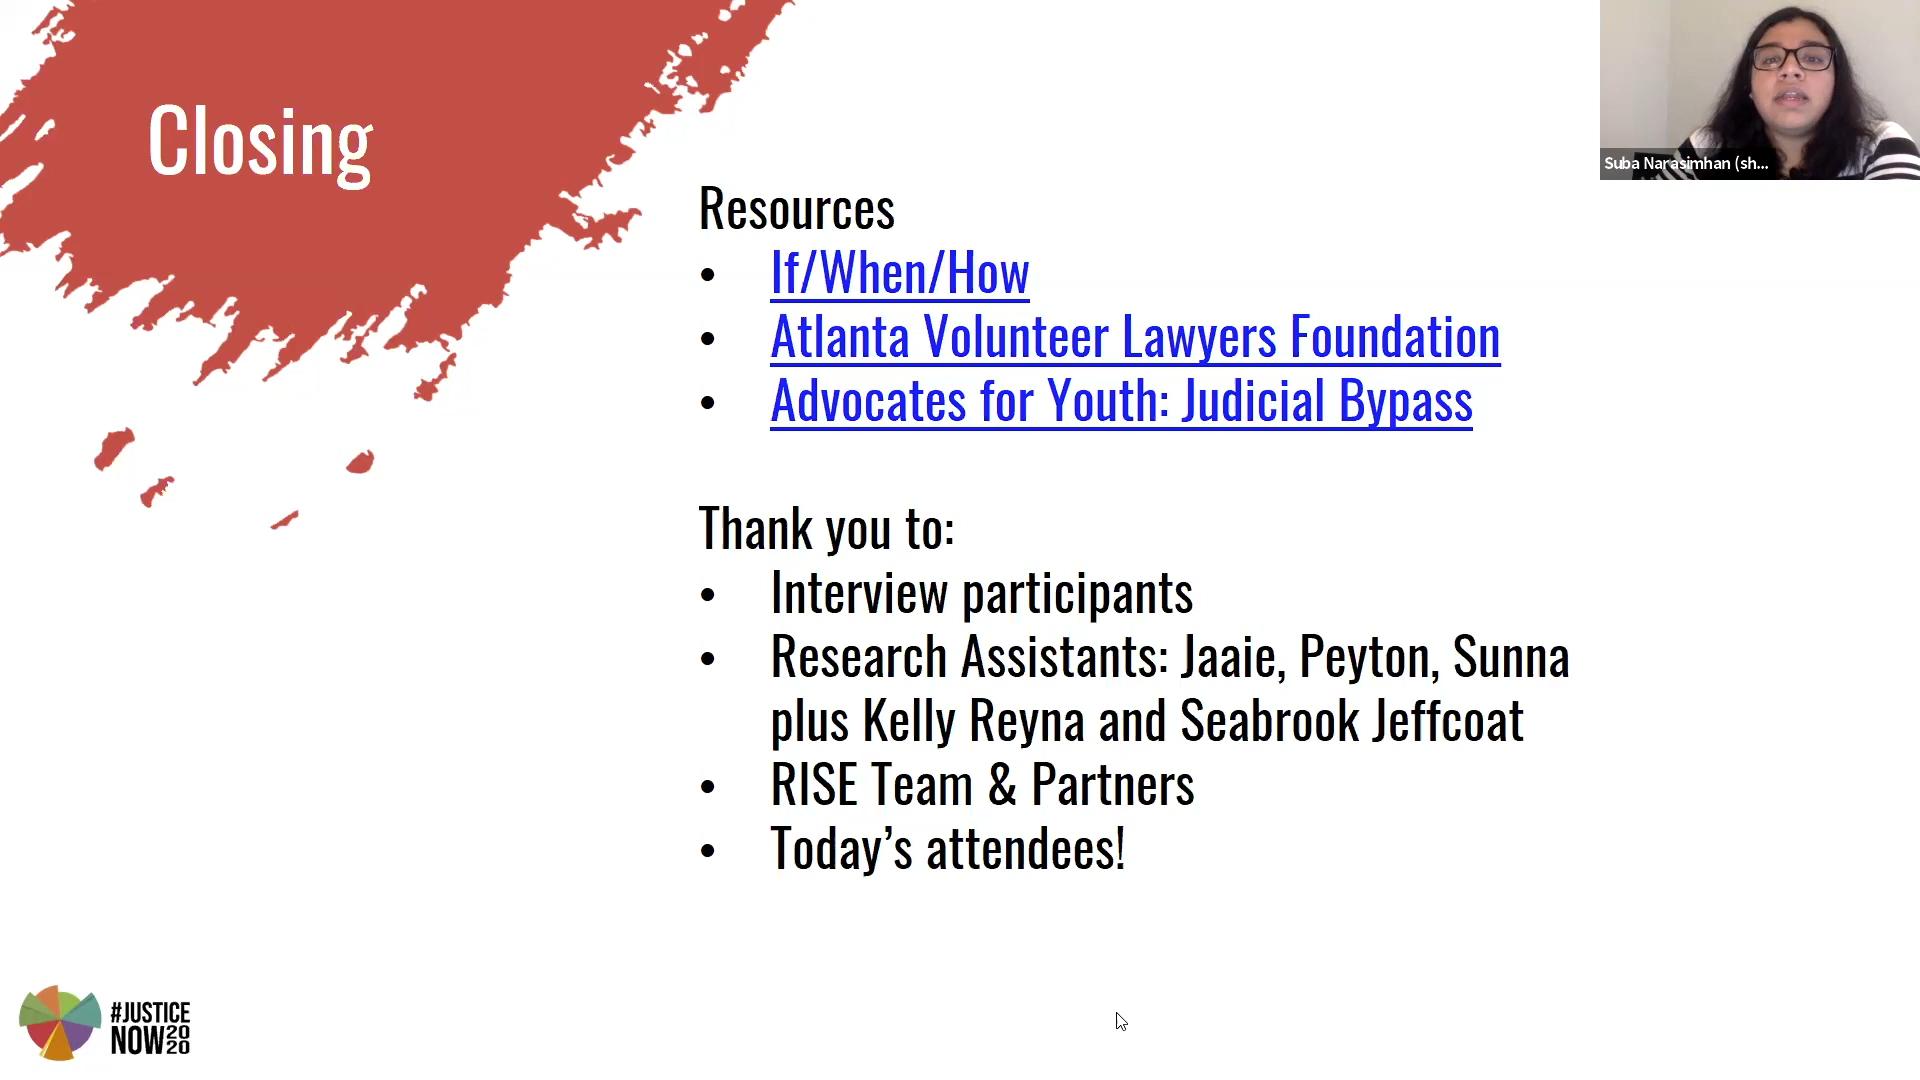 Closing
Suba Narasimhan (sh...
Resources
• If/When/How
• Atlanta Volunteer Lawyers Foundation
• Advocates for Youth: Judicial Bypass
Thank you to:
• Interview participants
• Research Assistants: Jaaie, Peyton, Sunna
plus Kelly Reyna and Seabrook Jeffcoat
• RISE Team & Partners
• Today’s attendees!
#JUSTICE
NOW 20
20